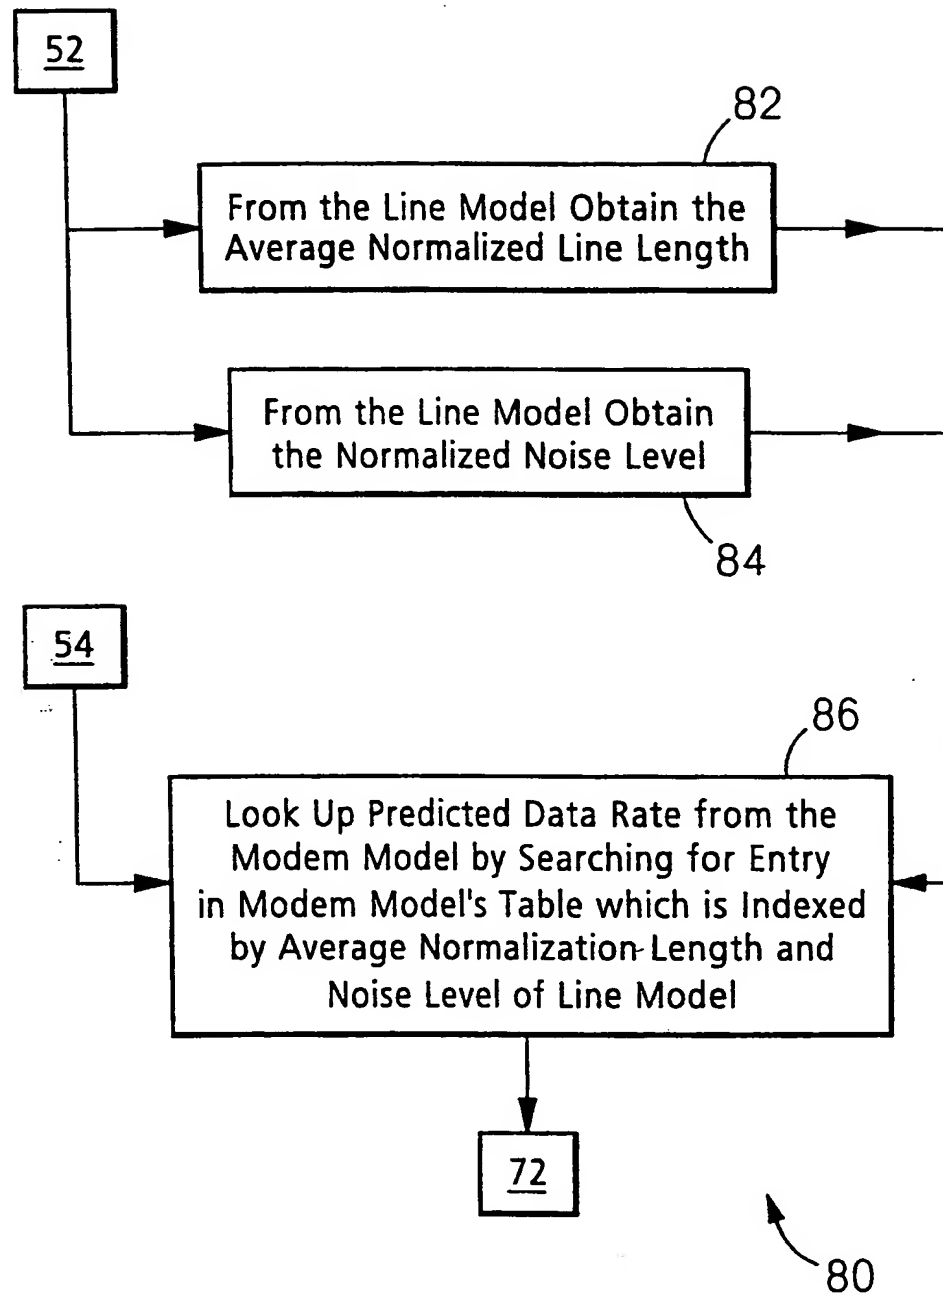 52
82
From the Line Model Obtain the
Average Normalized Line Length
From the Line Model Obtain
the Normalized Noise Level
84
54
86
Look Up Predicted Data Rate from the
Modem Model by Searching for Entry
in Modem Model's Table which is Indexed
by Average Normalization Length and
Noise Level of Line Model
72
80